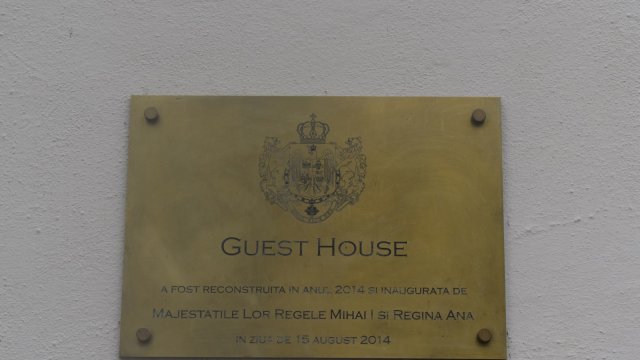 GUEST HOUSE
A FOST RECONSTRUITA IN ANUL 2014 SI INAUGURATA DE
MAJESTATILE LOR REGELE MIHAI I SI REGINA ANA
IN ZIUA DE 15 AUGUST 2014